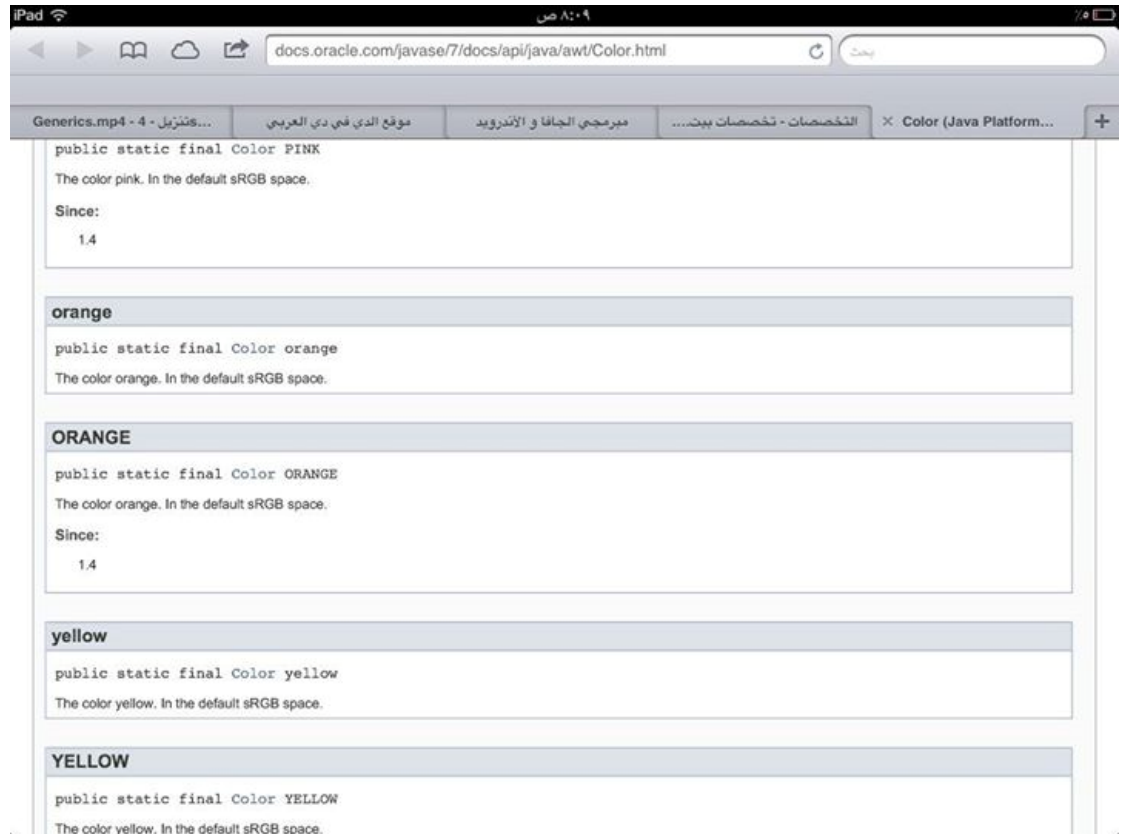 iPad ٨:٠٩ ص ٪٥
docs.oracle.com/javase/7/docs/api/java/awt/Color.html بحث
Generics.mp4 - 4 - تنزيلs... موقع الدي في دي العربي مبرمجي الجافا و الأندرويد التخصصات - تخصصات بيت.... Color (Java Platform...
public static final Color PINK
The color pink. In the default sRGB space.
Since:
1.4
orange
public static final Color orange
The color orange. In the default sRGB space.
ORANGE
public static final Color ORANGE
The color orange. In the default sRGB space.
Since:
1.4
yellow
public static final Color yellow
The color yellow. In the default sRGB space.
YELLOW
public static final Color YELLOW
The color yellow. In the default sRGB space.